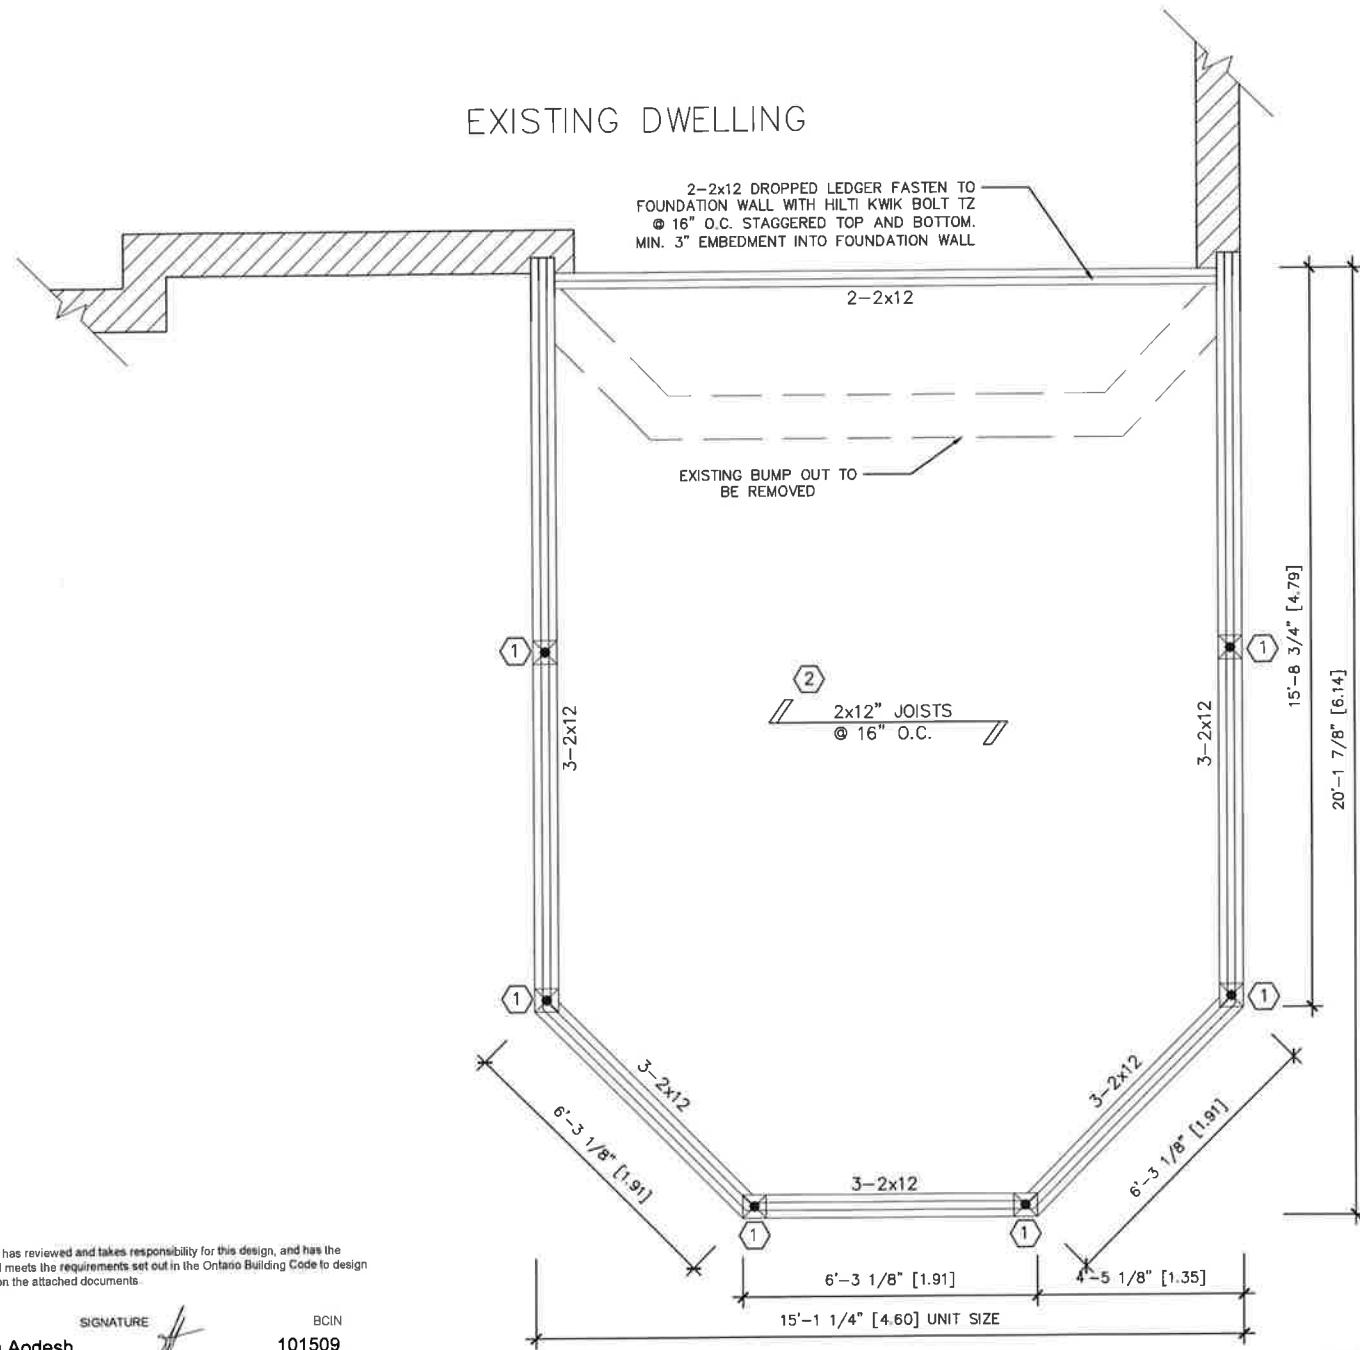 EXISTING DWELLING
2-2x12 DROPPED LEDGER FASTEN TO
FOUNDATION WALL WITH HILTI KWIK BOLT TZ
@ 16" O.C. STAGGERED TOP AND BOTTOM.
MIN. 3" EMBEDMENT INTO FOUNDATION WALL
2-2x12
EXISTING BUMP OUT TO
BE REMOVED
15'-8 3/4" [4.79]
20'-1 7/8" [6.14]
1
1
2
2x12" JOISTS
@ 16" O.C.
3-2x12
3-2x12
1
1
3-2x12
3-2x12
6'-3 1/8" [1.91]
6'-3 1/8" [1.91]
3-2x12
1
1
6'-3 1/8" [1.91]
4'-5 1/8" [1.35]
15'-1 1/4" [4.60] UNIT SIZE
has reviewed and takes responsibility for this design, and has the
meets the requirements set out in the Ontario Building Code to design
on the attached documents
SIGNATURE
BCIN
Aodesh
101509